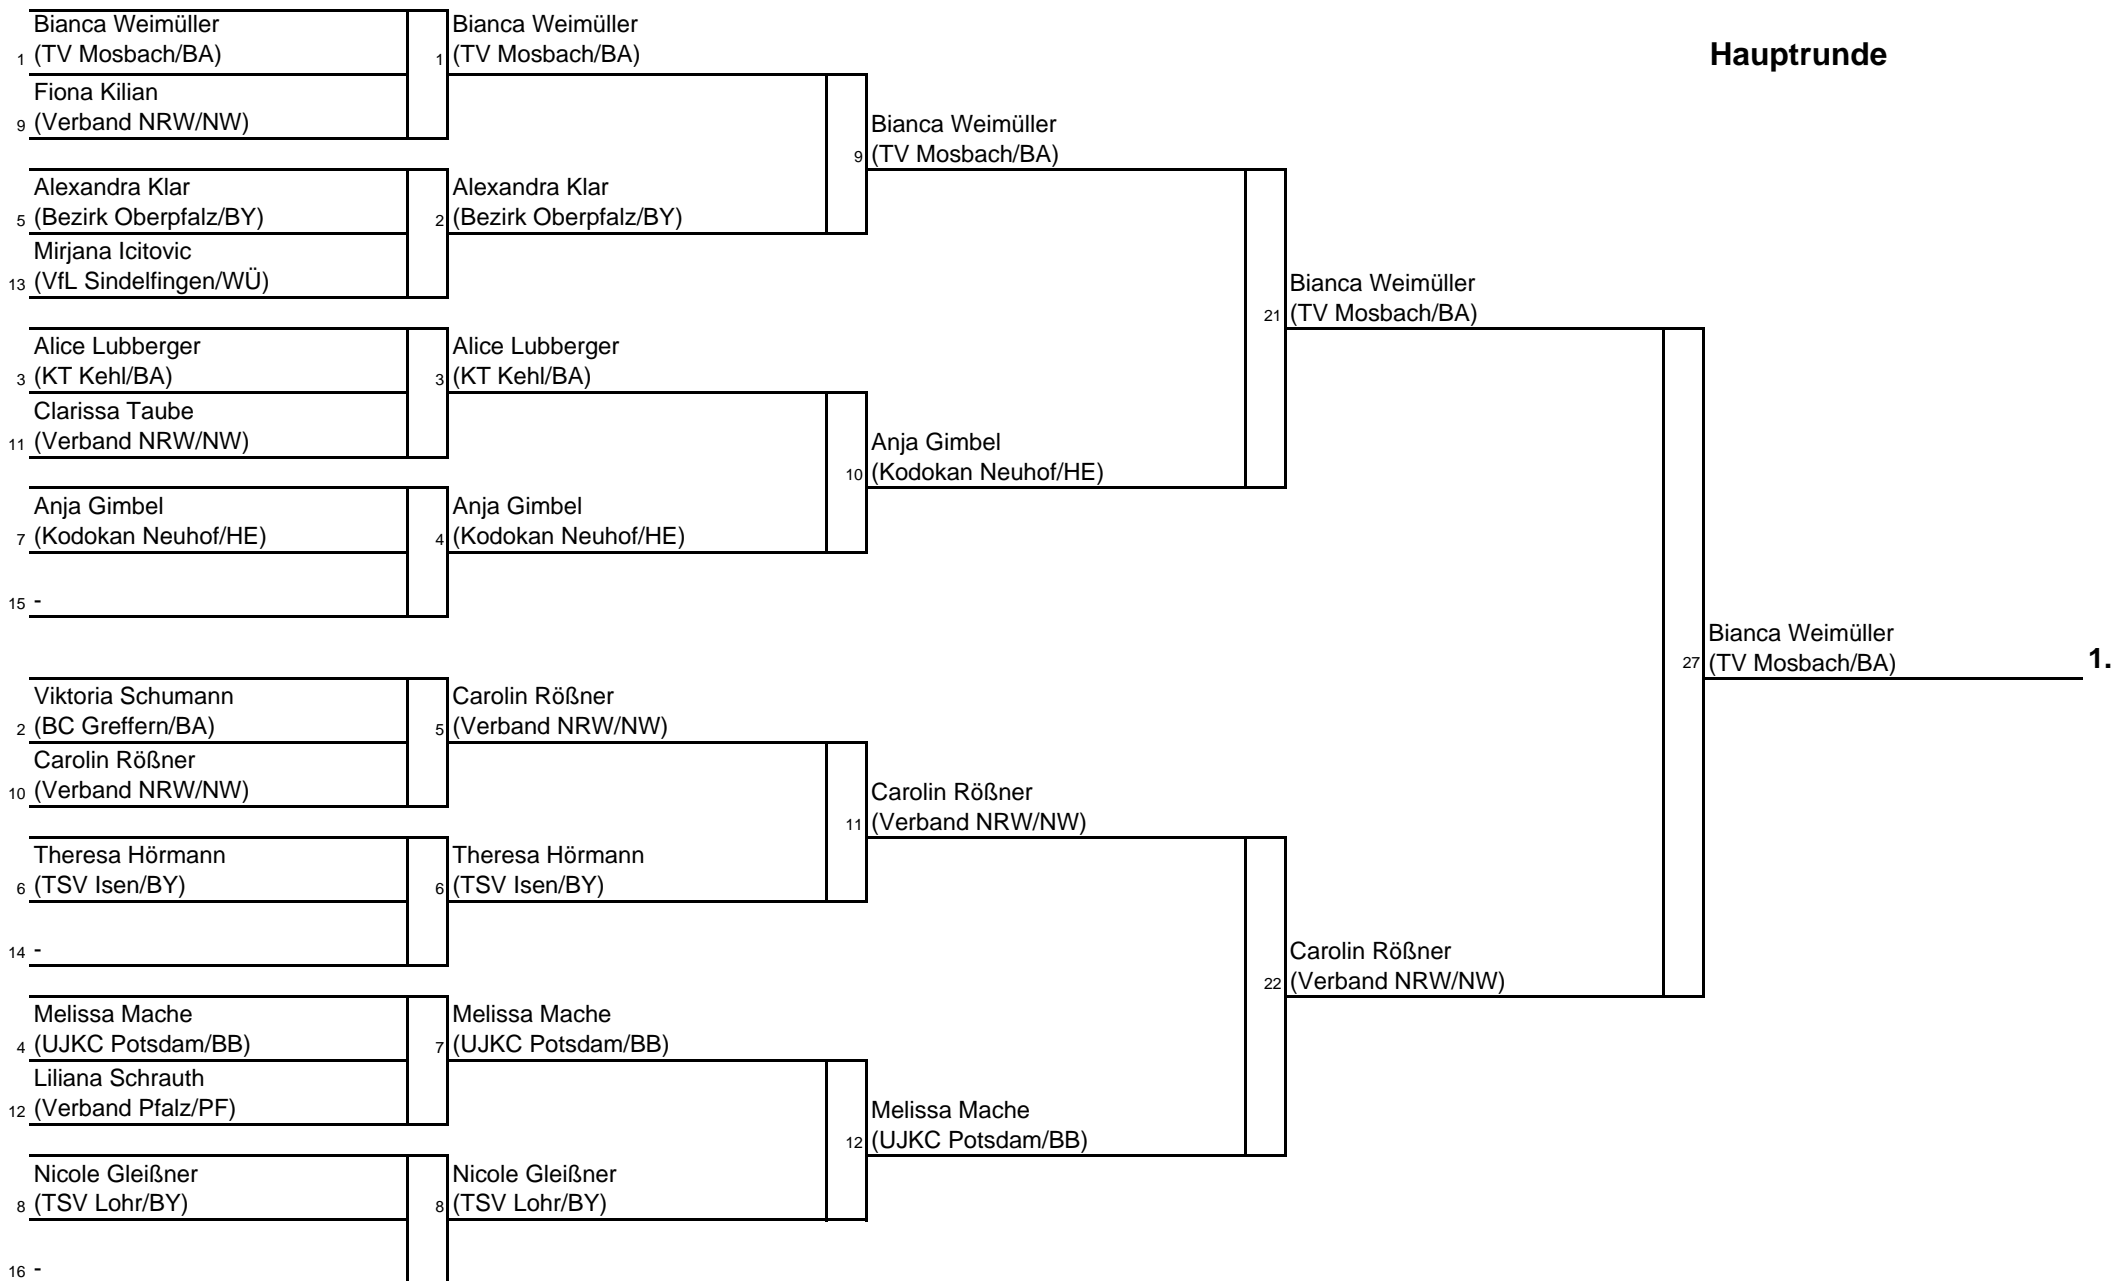 Hauptrunde
Bianca Weimüller
1 (TV Mosbach/BA)
Fiona Kilian
9 (Verband NRW/NW)
Alexandra Klar
5 (Bezirk Oberpfalz/BY)
Mirjana Icitovic
13 (VfL Sindelfingen/WÜ)
Alice Lubberger
3 (KT Kehl/BA)
Clarissa Taube
11 (Verband NRW/NW)
Anja Gimbel
7 (Kodokan Neuhof/HE)
15 -
Viktoria Schumann
2 (BC Greffern/BA)
Carolin Rößner
10 (Verband NRW/NW)
Theresa Hörmann
6 (TSV Isen/BY)
14 -
Melissa Mache
4 (UJKC Potsdam/BB)
Liliana Schrauth
12 (Verband Pfalz/PF)
Nicole Gleißner
8 (TSV Lohr/BY)
16 -
Bianca Weimüller
1 (TV Mosbach/BA)
Alexandra Klar
2 (Bezirk Oberpfalz/BY)
Alice Lubberger
3 (KT Kehl/BA)
Anja Gimbel
4 (Kodokan Neuhof/HE)
Carolin Rößner
5 (Verband NRW/NW)
Theresa Hörmann
6 (TSV Isen/BY)
Melissa Mache
7 (UJKC Potsdam/BB)
Nicole Gleißner
8 (TSV Lohr/BY)
Bianca Weimüller
9 (TV Mosbach/BA)
Anja Gimbel
10 (Kodokan Neuhof/HE)
Carolin Rößner
11 (Verband NRW/NW)
Melissa Mache
12 (UJKC Potsdam/BB)
Bianca Weimüller
21 (TV Mosbach/BA)
Carolin Rößner
22 (Verband NRW/NW)
Bianca Weimüller
27 (TV Mosbach/BA) 1.